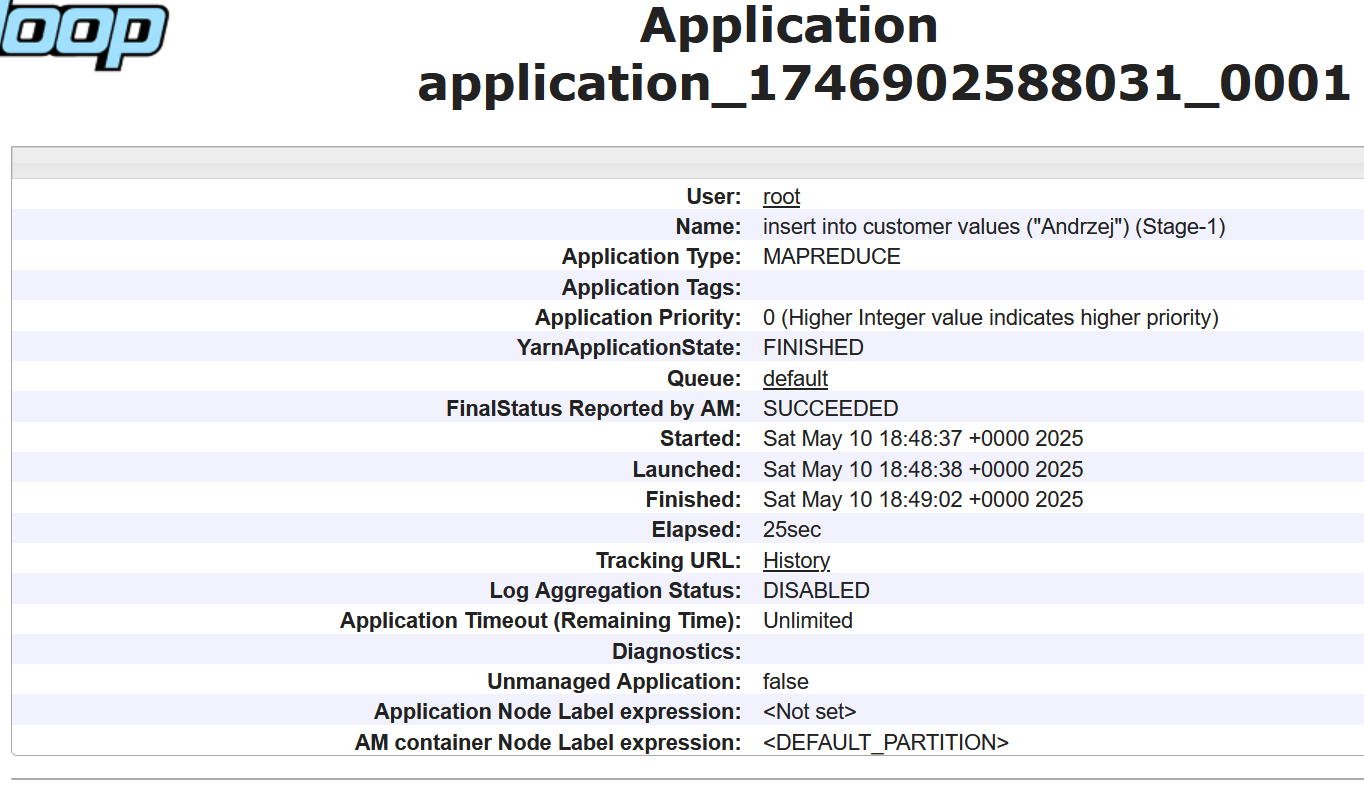 loop
Application
application_1746902588031_0001
User: root
Name: insert into customer values ("Andrzej") (Stage-1)
Application Type: MAPREDUCE
Application Tags:
Application Priority: 0 (Higher Integer value indicates higher priority)
YarnApplicationState: FINISHED
Queue: default
FinalStatus Reported by AM: SUCCEEDED
Started: Sat May 10 18:48:37 +0000 2025
Launched: Sat May 10 18:48:38 +0000 2025
Finished: Sat May 10 18:49:02 +0000 2025
Elapsed: 25sec
Tracking URL: History
Log Aggregation Status: DISABLED
Application Timeout (Remaining Time): Unlimited
Diagnostics:
Unmanaged Application: false
Application Node Label expression: <Not set>
AM container Node Label expression: <DEFAULT_PARTITION>